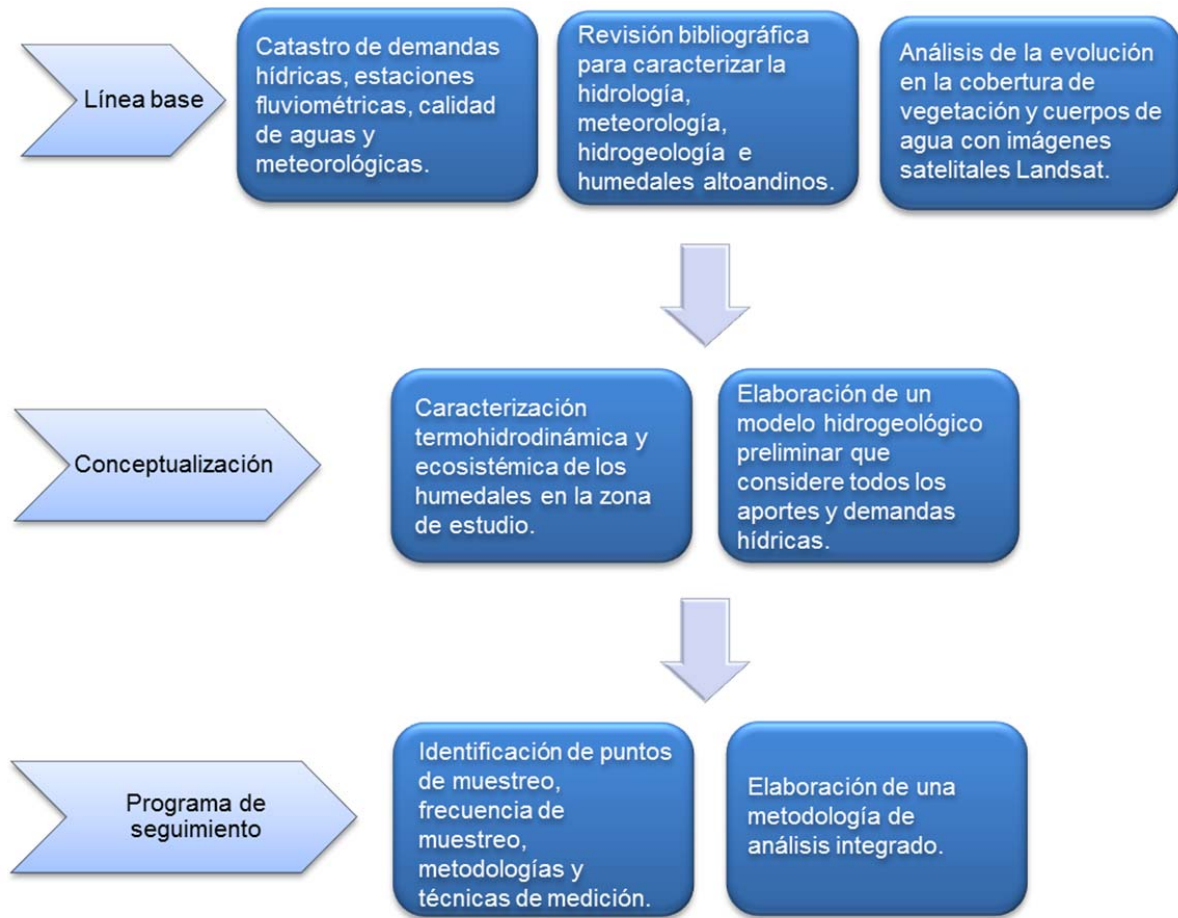 Línea base
Catastro de demandas
hídricas, estaciones
fluviométricas, calidad
de aguas y
meteorológicas.
Revisión bibliográfica
para caracterizar la
hidrología,
meteorología,
hidrogeología e
humedales altoandinos.
Análisis de la evolución
en la cobertura de
vegetación y cuerpos de
agua con imágenes
satelitales Landsat.
Conceptualización
Caracterización
termohidrodinámica y
ecosistémica de los
humedales en la zona
de estudio.
Elaboración de un
modelo hidrogeológico
preliminar que
considere todos los
aportes y demandas
hídricas.
Programa de
seguimiento
Identificación de puntos
de muestreo,
frecuencia de
muestreo,
metodologías y
técnicas de medición.
Elaboración de una
metodología de
análisis integrado.